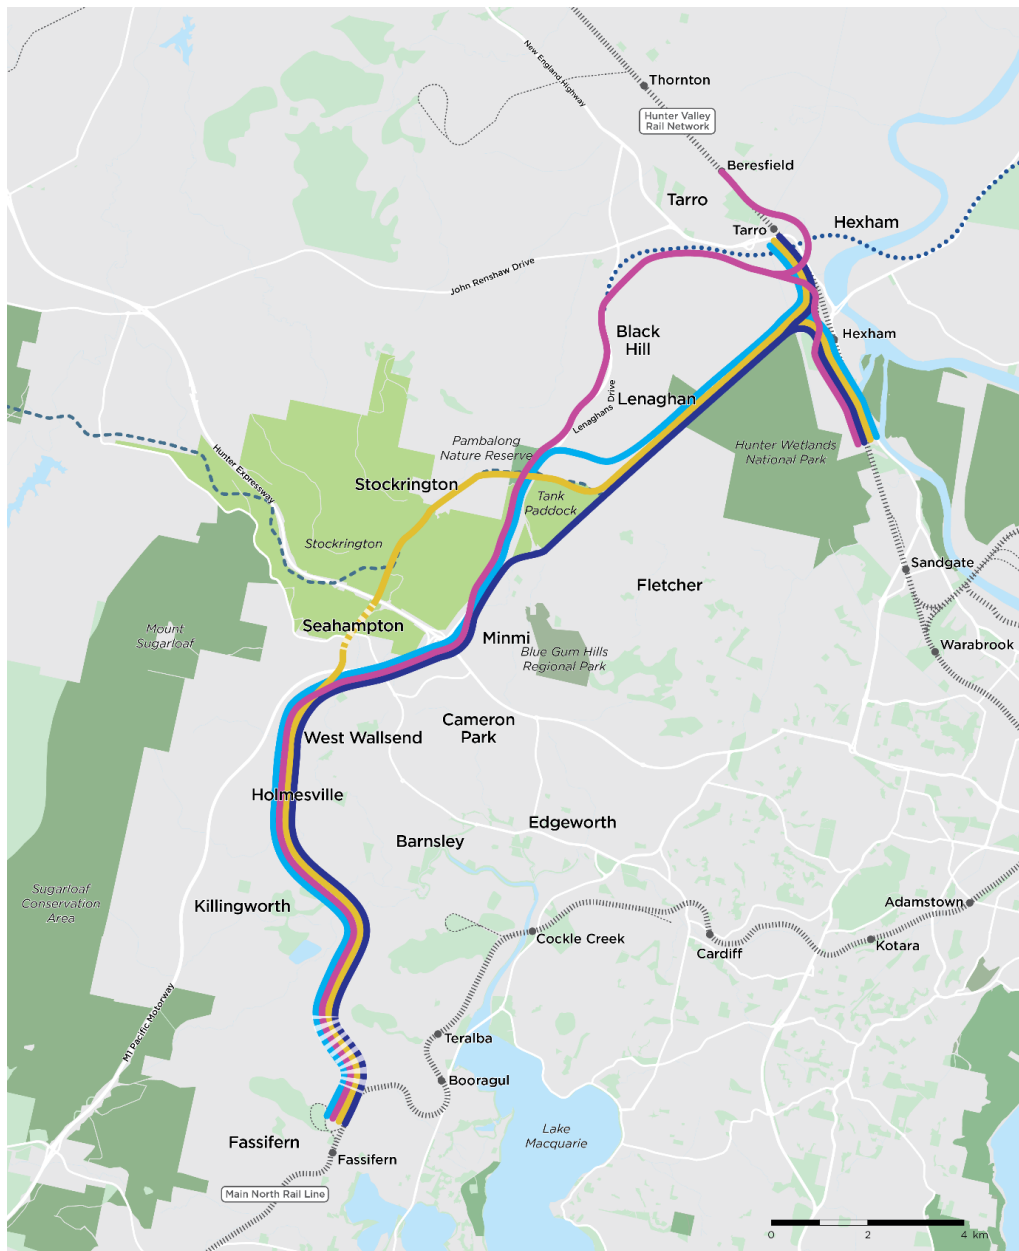 New England Highway
Thornton
Hunter Valley
Rail Network
Beresfield
Tarro
Hexham
Tarro
John Renshaw Drive
Black
Hill
Hexham
Lenaghans Drive
Lenaghan
Pambalong
Nature Reserve
Hunter Wetlands
National Park
Hunter Expressway
Stockrington
Tank
Paddock
Stockrington
Sandgate
Fletcher
Mount
Sugarloaf
Seahampton
Minmi
Blue Gum Hills
Regional Park
Warabrook
West Wallsend
Cameron
Park
Holmesville
Edgeworth
Barnsley
Sugarloaf
Conservation
Area
Killingworth
Adamstown
Cockle Creek
Cardiff
Kotara
M1 Pacific Motorway
Teralba
Booragul
Fassifern
Lake
Macquarie
Fassifern
Main North Rail Line
0
2
4 km